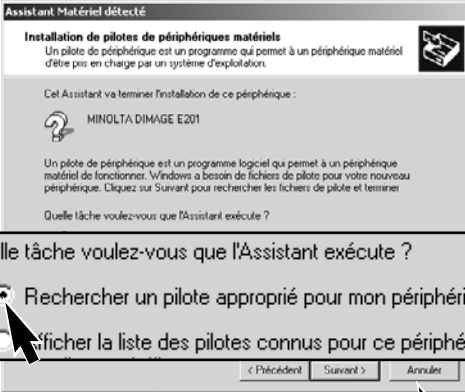 Assistant Matériel détecté
Installation de pilotes de périphériques matériels
Un pilote de périphérique est un programme qui permet à un périphérique matériel
d'être pris en charge par un système d'exploitation.
Cet Assistant va terminer l'installation de ce périphérique :
MINOLTA DIMAGE E201
Un pilote de périphérique est un programme logiciel qui permet à un périphérique
matériel de fonctionner. Windows a besoin de fichiers de pilote pour votre nouveau
périphérique. Cliquez sur Suivant pour rechercher les fichiers de pilote et terminer
Quelle tâche voulez-vous que l'Assistant exécute ?
lle tâche voulez-vous que l'Assistant exécute ?
Rechercher un pilote approprié pour mon périphéri
fficher la liste des pilotes connus pour ce périphé
< Précédent Suivant > Annuler